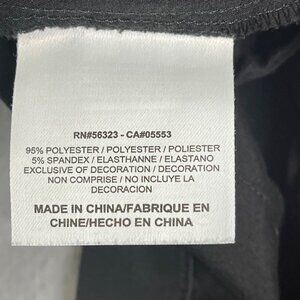 RN#56323 - CA#05553
95% POLYESTER / POLYESTER / POLIESTER
5% SPANDEX / ELASTHANNE / ELASTANO
EXCLUSIVE OF DECORATION / DECORATION
NON COMPRISE / NO INCLUYE LA
DECORACION
MADE IN CHINA/FABRIQUE EN
CHINE/HECHO EN CHINA